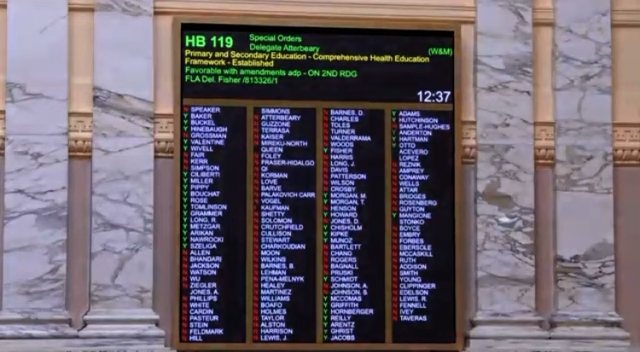 HB 119
Special Orders
Delegate Atterbeary
(W&M)
Primary and Secondary Education - Comprehensive Health Education
Framework - Established
Favorable with amendments adp - ON 2ND RDG
FLA Del. Fisher /813326/1
12:37
N SPEAKER
Y BAKER
Y BUCKEL
Y HINEBAUGH
N GROSSMAN
Y VALENTINE
Y WIVELL
N FAIR
N KERR
N SIMPSON
Y CILIBERTI
Y MILLER
Y PIPPY
Y BOUCHAT
Y ROSE
Y TOMLINSON
Y GRAMMER
Y LONG, R.
Y METZGAR
Y ARIKAN
Y NAWROCKI
Y SZELIGA
N ALLEN
N BHANDARI
N JACKSON
N WATSON
N WU
N ZIEGLER
JONES, A.
N PHILLIPS
N WHITE
N CARDIN
N PASTEUR
N STEIN
N FELDMARK
N HILL
SIMMONS
ATTERBEARY
GUZZONE
TERRASA
KAISER
MIREKU-NORTH
QUEEN
FOLEY
FRASER-HIDALGO
QI
KORMAN
LOVE
BARVE
PALAKOVICH CARR
VOGEL
KAUFMAN
SHETTY
SOLOMON
CRUTCHFIELD
CULLISON
STEWART
CHARKOUDIAN
MOON
WILKINS
BARNES, B.
LEHMAN
PENA-MELNYK
HEALEY
MARTINEZ
WILLIAMS
BOAFO
HOLMES
TAYLOR
ALSTON
HARRISON
LEWIS, J.
BARNES, D.
CHARLES
TOLES
TURNER
VALDERRAMA
WOODS
FISHER
HARRIS
LONG, J.
DAVIS
PATTERSON
WILSON
CROSBY
MORGAN, M.
MORGAN, T.
HENSON
HOWARD
JONES, D.
CHISHOLM
KIPKE
MUNOZ
BARTLETT
CHANG
ROGERS
BAGNALL
PRUSKI
SCHMIDT
JOHNSON, A.
JOHNSON, S.
MCCOMAS
GRIFFITH
HORNBERGER
REILLY
ARENTZ
GHRIST
JACOBS
Y ADAMS
Y HUTCHINSON
N SAMPLE-HUGHES
Y ANDERTON
Y HARTMAN
Y OTTO
ACEVERO
LOPEZ
N REZNIK
N AMPREY
N CONAWAY
N WELLS
N ATTAR
N BRIDGES
N ROSENBERG
N GUYTON
Y MANGIONE
Y STONKO
N BOYCE
N EMBRY
N FORBES
N EBERSOLE
N MCCASKILL
N RUTH
N ADDISON
N SMITH
N YOUNG
N CLIPPINGER
N EDELSON
N LEWIS, R.
N FENNELL
N IVEY
N TAVERAS